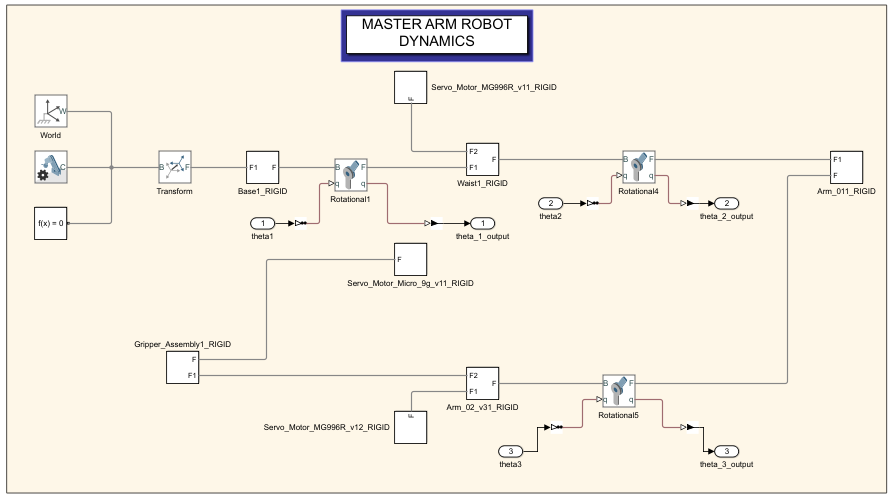 MASTER ARM ROBOT
DYNAMICS
Servo_Motor_MG996R_v11_RIGID
F
W
World
C
F2
F1
B F
F1 F
B F
q q
B F
q q
F1
F
Transform
Base1_RIGID
Rotational1
Waist1_RIGID
Rotational4
Arm_011_RIGID
f(x) = 0
1
theta1
1
theta_1_output
2
theta2
2
theta_2_output
F
Servo_Motor_Micro_9g_v11_RIGID
Gripper_Assembly1_RIGID
F
F1
F2
F1
B F
q q
Arm_02_v31_RIGID
Rotational5
F
Servo_Motor_MG996R_v12_RIGID
3
theta3
3
theta_3_output